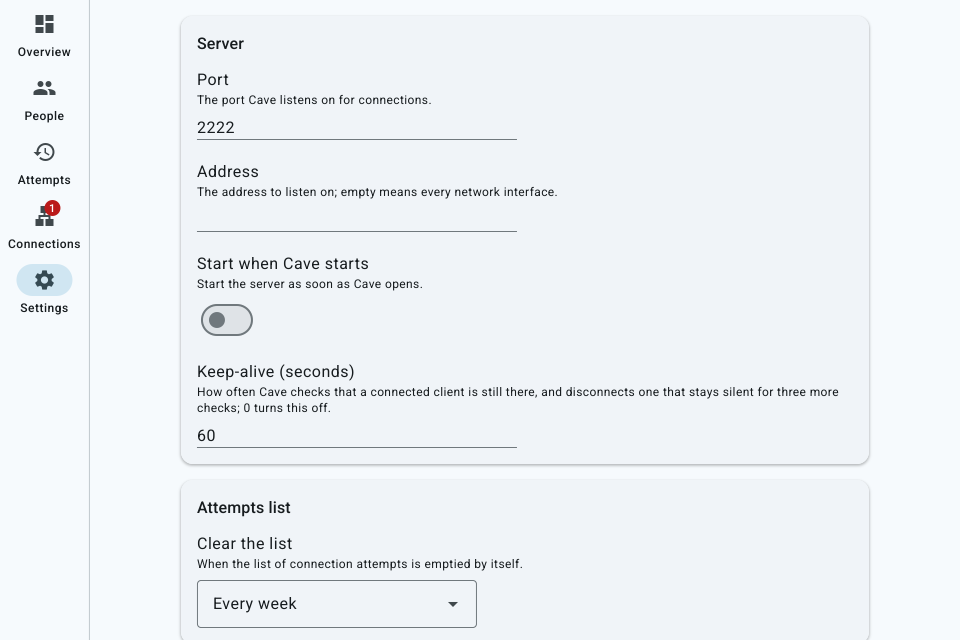 Overview
People
Attempts
1
Connections
Settings
Server
Port
The port Cave listens on for connections.
2222
Address
The address to listen on; empty means every network interface.
Start when Cave starts
Start the server as soon as Cave opens.
Keep-alive (seconds)
How often Cave checks that a connected client is still there, and disconnects one that stays silent for three more
checks; 0 turns this off.
60
Attempts list
Clear the list
When the list of connection attempts is emptied by itself.
Every week